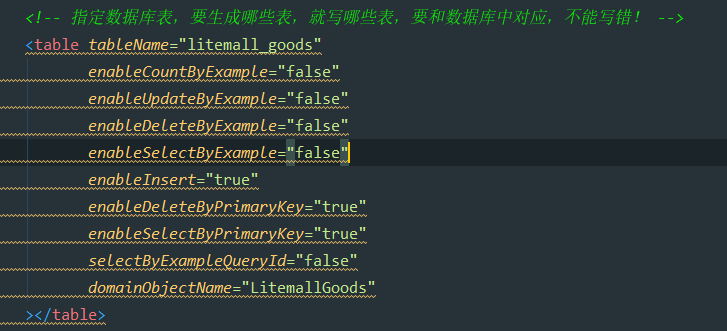 <!-- 指定数据库表，要生成哪些表，就写哪些表，要和数据库中对应，不能写错！ -->
<table tableName="litemall_goods"
enableCountByExample="false"
enableUpdateByExample="false"
enableDeleteByExample="false"
enableSelectByExample="false"
enableInsert="true"
enableDeleteByPrimaryKey="true"
enableSelectByPrimaryKey="true"
selectByExampleQueryId="false"
domainObjectName="LitemallGoods"
></table>